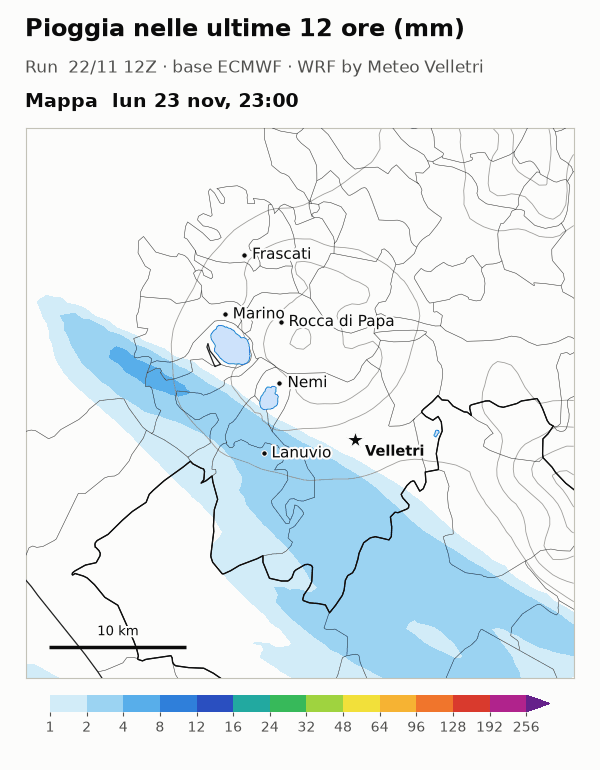 Pioggia nelle ultime 12 ore (mm)
Run 22/11 12Z · base ECMWF · WRF by Meteo Velletri
Mappa lun 23 nov, 23:00
Frascati
Marino
Rocca di Papa
Nemi
Velletri
Lanuvio
10 km
1 2 4 8 12 16 24 32 48 64 96 128 192 256